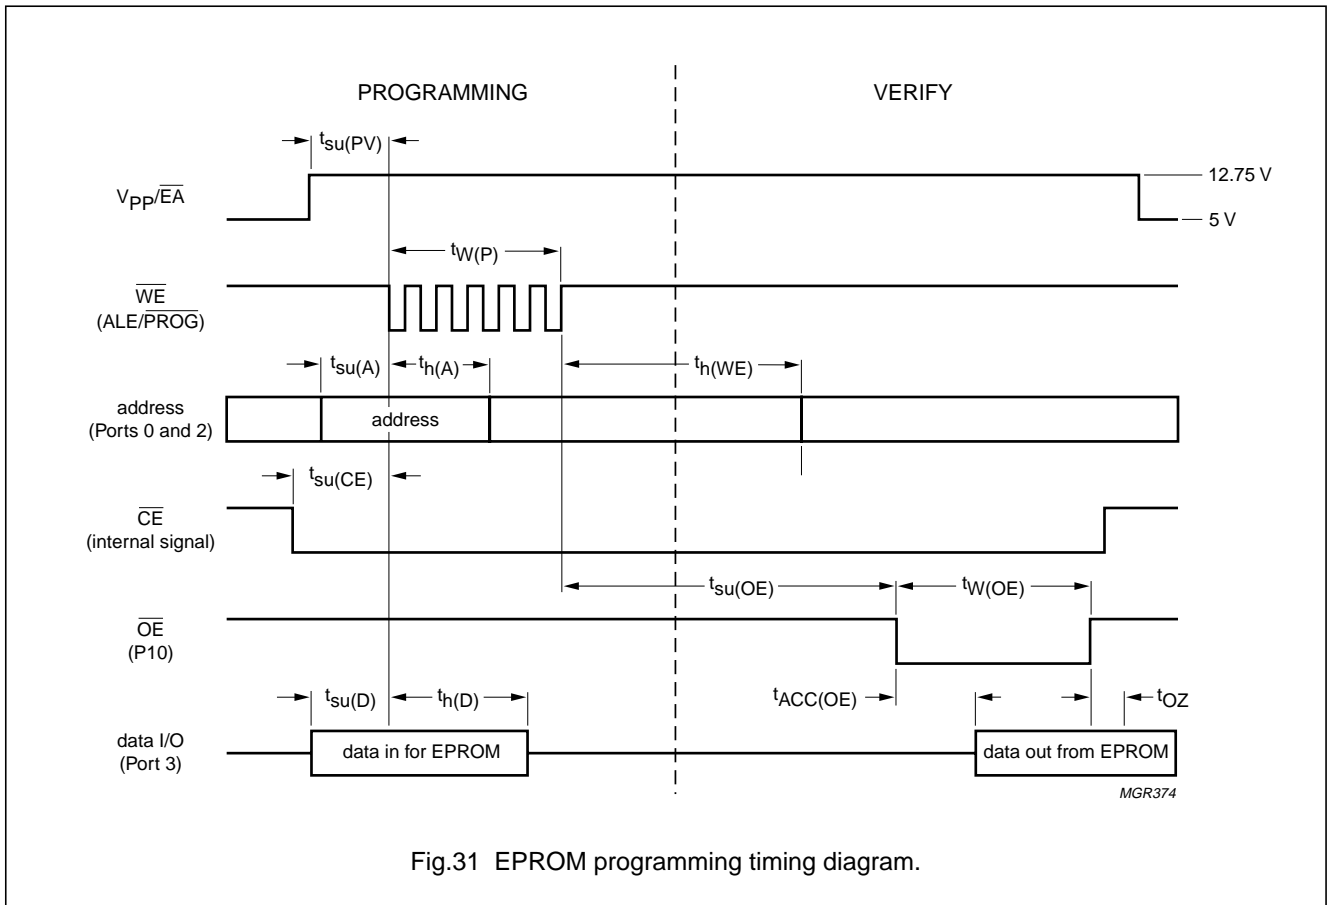 PROGRAMMING VERIFY
tsu(PV)
VPP/EA
12.75 V
5 V
tW(P)
WE
(ALE/PROG)
tsu(A) th(A) th(WE)
address
(Ports 0 and 2)
address
tsu(CE)
CE
(internal signal)
tsu(OE) tW(OE)
OE
(P10)
tsu(D) th(D) tACC(OE) tOZ
data I/O
(Port 3)
data in for EPROM data out from EPROM
MGR374
Fig.31 EPROM programming timing diagram.